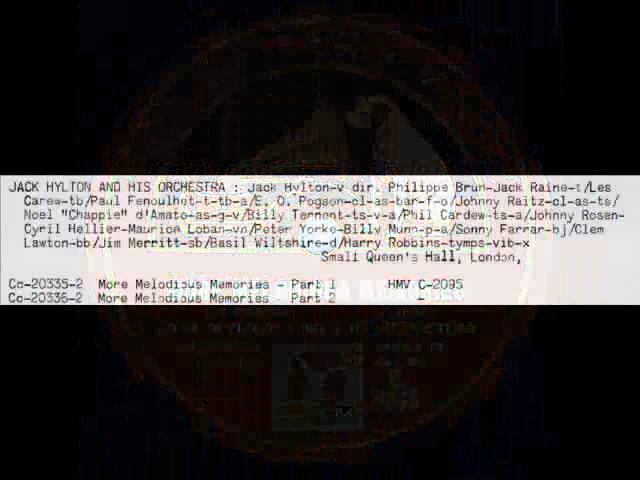 JACK HYLTON AND HIS ORCHESTRA : Jack Hylton-v dir. Philippe Brun-Jack Raine-t/Les
Carew-tb/Paul Fenoulhet-t-tb-a/E. O. Pogson-cl-as-bar-f-o/Johnny Raitz-cl-as-ts/
Noel "Chappie" d'Amato-as-g-v/Billy Ternent-ts-v-a/Phil Cardew-ts-a/Johnny Rosen-
Cyril Hellier-Maurice Loban-vn/Peter Yorke-Billy Munn-p-a/Sonny Farrar-bj/Clem
Lawton-bb/Jim Merritt-sb/Basil Wiltshire-d/Harry Robbins-tymps-vib-x
Small Queen's Hall, London,
Cc-20335-2 More Melodious Memories - Part 1 HMV C-2095
Cc-20336-2 More Melodious Memories - Part 2 -